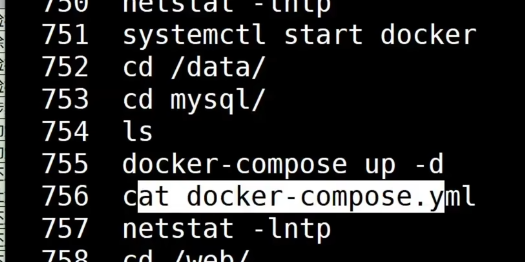 750 netstat -lntp
751 systemctl start docker
752 cd /data/
753 cd mysql/
754 ls
755 docker-compose up -d
756 cat docker-compose.yml
757 netstat -lntp
758 cd /web/